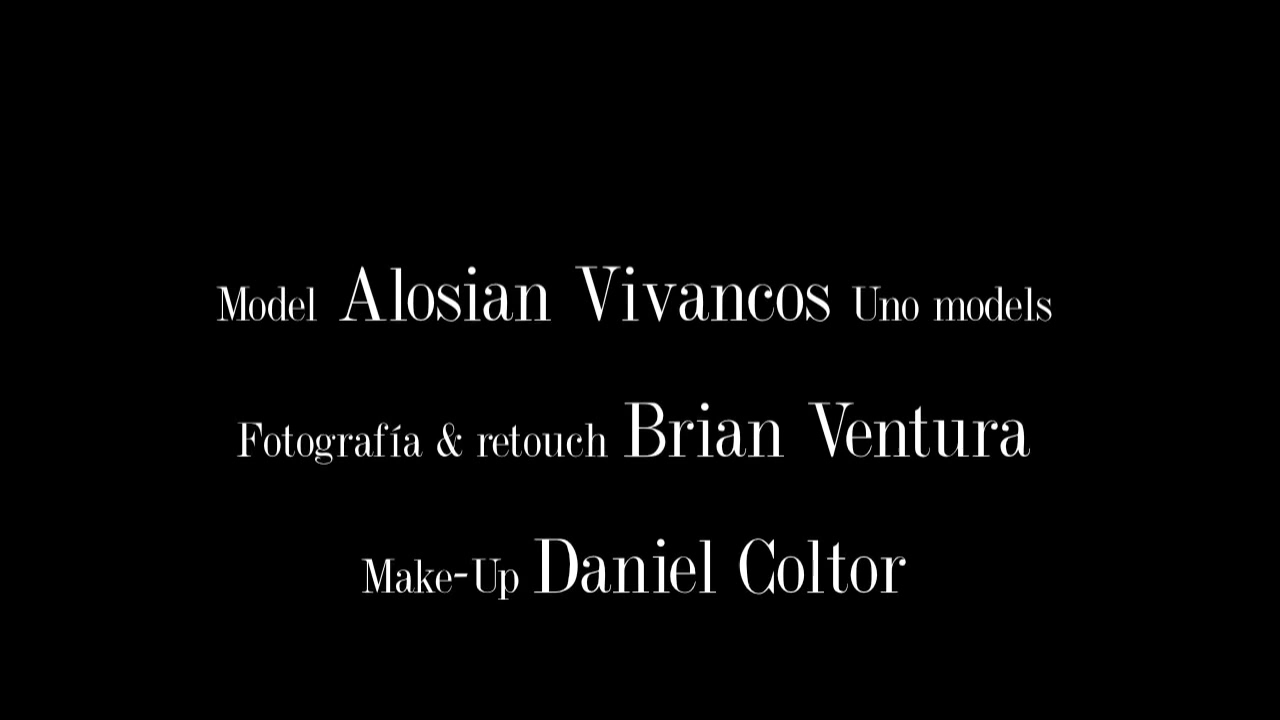 Model Alosian Vivancos Uno models
Fotografía & retouch Brian Ventura
Make-Up Daniel Coltor